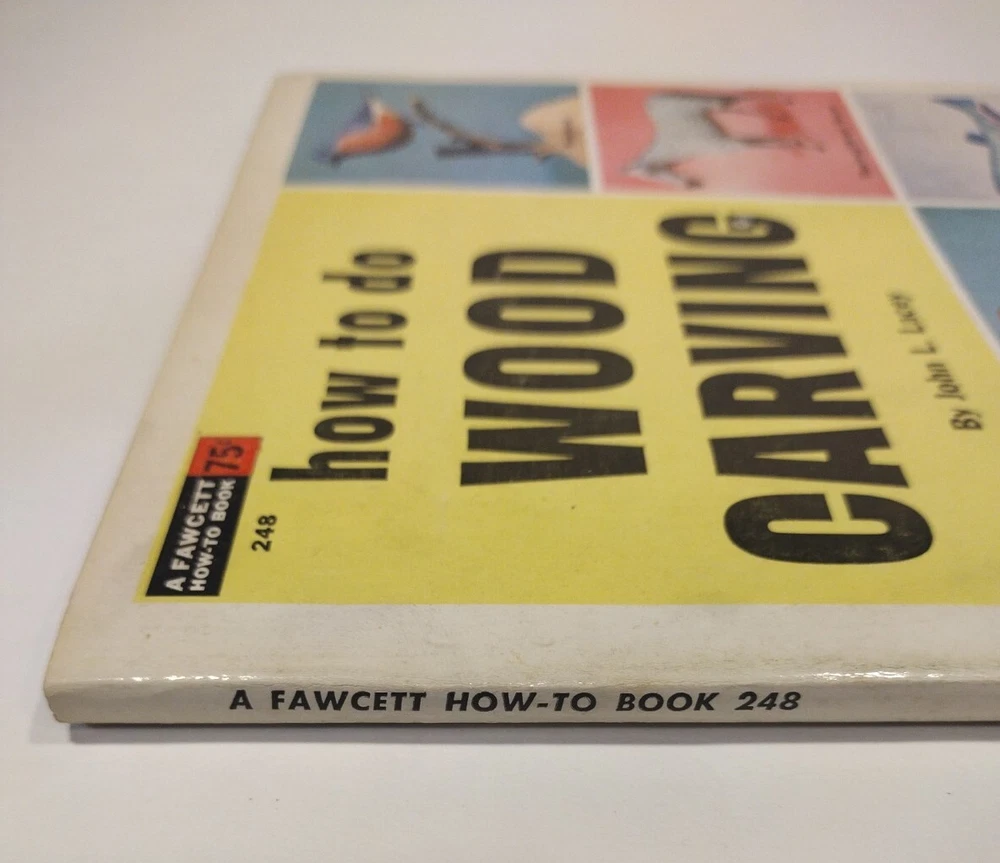 A FAWCETT 75¢
HOW-TO BOOK
248
how to do
WOOD
CARVING
By John L. Lacey
A FAWCETT HOW-TO BOOK 248